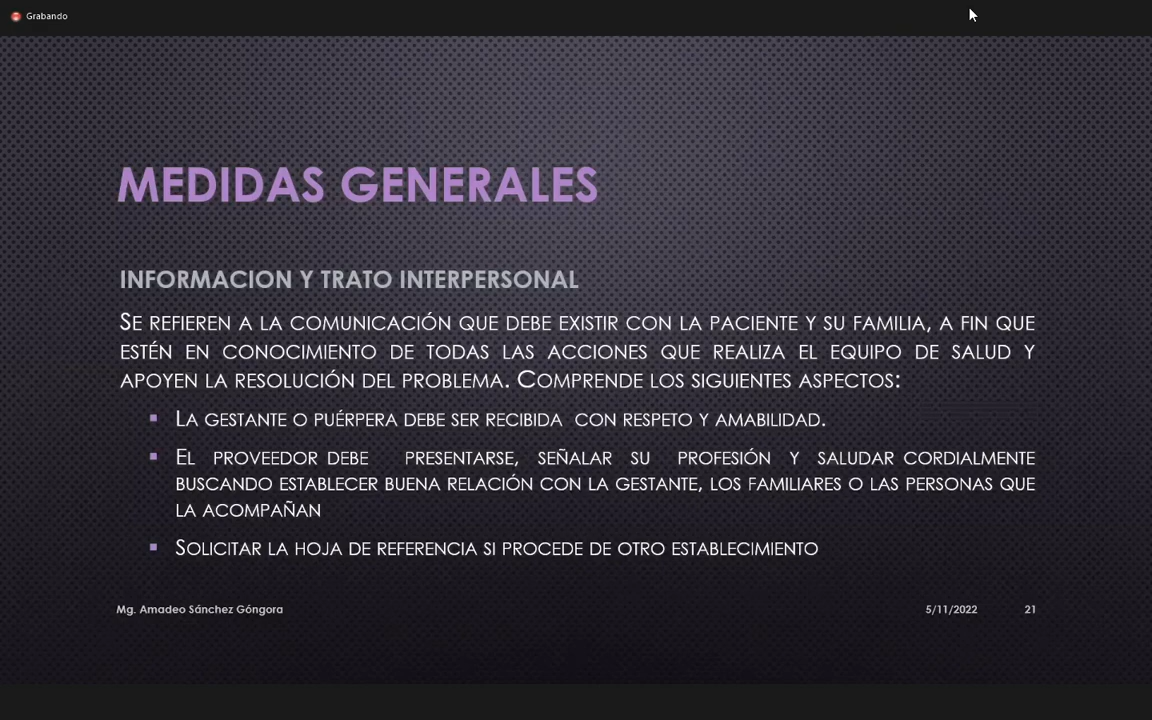 Grabando
MEDIDAS GENERALES
INFORMACION Y TRATO INTERPERSONAL
SE REFIEREN A LA COMUNICACIÓN QUE DEBE EXISTIR CON LA PACIENTE Y SU FAMILIA, A FIN QUE
ESTÉN EN CONOCIMIENTO DE TODAS LAS ACCIONES QUE REALIZA EL EQUIPO DE SALUD Y
APOYEN LA RESOLUCIÓN DEL PROBLEMA. COMPRENDE LOS SIGUIENTES ASPECTOS:
▪ LA GESTANTE O PUÉRPERA DEBE SER RECIBIDA CON RESPETO Y AMABILIDAD.
▪ EL PROVEEDOR DEBE PRESENTARSE, SEÑALAR SU PROFESIÓN Y SALUDAR CORDIALMENTE
BUSCANDO ESTABLECER BUENA RELACIÓN CON LA GESTANTE, LOS FAMILIARES O LAS PERSONAS QUE
LA ACOMPAÑAN
▪ SOLICITAR LA HOJA DE REFERENCIA SI PROCEDE DE OTRO ESTABLECIMIENTO
Mg. Amadeo Sánchez Góngora 5/11/2022 21